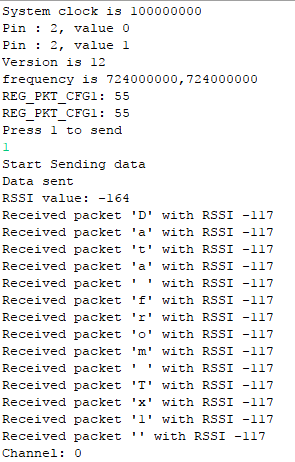 System clock is 100000000
Pin : 2, value 0
Pin : 2, value 1
Version is 12
frequency is 724000000,724000000
REG_PKT_CFG1: 55
REG_PKT_CFG1: 55
Press 1 to send
1
Start Sending data
Data sent
RSSI value: -164
Received packet 'D' with RSSI -117
Received packet 'a' with RSSI -117
Received packet 't' with RSSI -117
Received packet 'a' with RSSI -117
Received packet ' ' with RSSI -117
Received packet 'f' with RSSI -117
Received packet 'r' with RSSI -117
Received packet 'o' with RSSI -117
Received packet 'm' with RSSI -117
Received packet ' ' with RSSI -117
Received packet 'T' with RSSI -117
Received packet 'x' with RSSI -117
Received packet 'l' with RSSI -117
Received packet '' with RSSI -117
Channel: 0